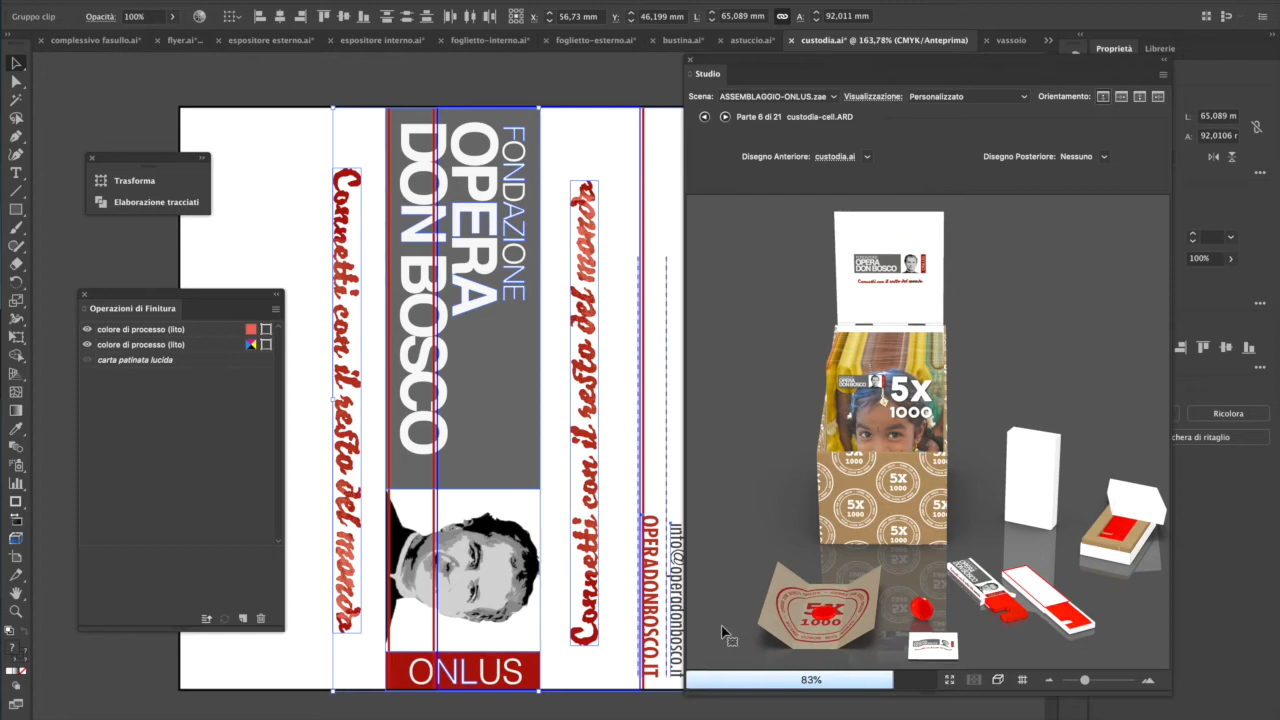 Gruppo clip
Opacità:
100%
X:
56,73 mm
Y:
46,199 mm
L:
65,089 mm
A:
92,011 mm
complessivo fasullo.ai*
flyer.ai*...
espositore esterno.ai*
espositore interno.ai*
foglietto-interno.ai*
foglietto-esterno.ai*
bustina.ai*
astuccio.ai*
custodia.ai* @ 163,78% (CMYK/Anteprima)
vassoio
Proprietà
Librerie
Studio
Scena:
ASSEMBLAGGIO-ONLUS.zae
Visualizzazione:
Personalizzato
Orientamento:
Parte 6 di 21
custodia-cell.ARD
Disegno Anteriore:
custodia.ai
Disegno Posteriore:
Nessuno
L:
65,089 m
A:
92,0106 r
100%
Ricolora
chera di ritaglio
Trasforma
Elaborazione tracciati
Operazioni di Finitura
colore di processo (lito)
colore di processo (lito)
carta patinata lucida
Connetti con il resto del mondo
FONDAZIONE
OPERA
DON BOSCO
ONLUS
Connetti con il resto del mondo
OPERADONBOSCO.IT
info@operadonbosco.it
OPERA
DON BOSCO
Connetti con il resto del mondo
OPERA
DON BOSCO
5X
1000
5X
1000
5X
1000
5X
1000
5X
1000
83%